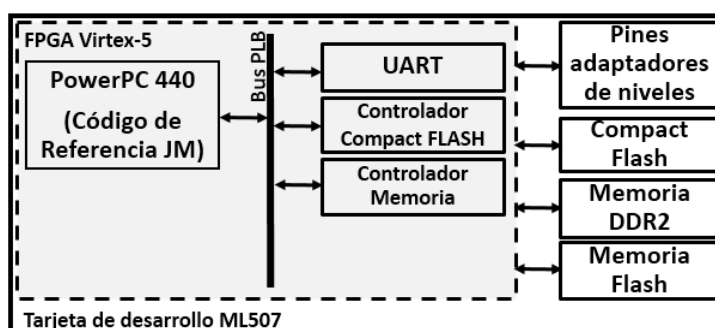 FPGA Virtex-5
PowerPC 440
(Código de
Referencia JM)
Bus PLB
UART
Controlador
Compact FLASH
Controlador
Memoria
Pines
adaptadores
de niveles
Compact
Flash
Memoria
DDR2
Memoria
Flash
Tarjeta de desarrollo ML507